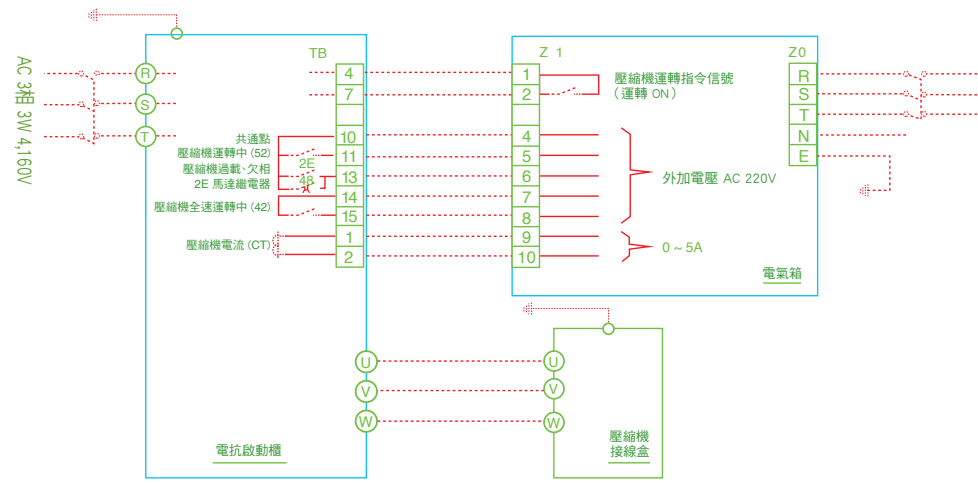 AC 3相 3W 4,160V
R
S
T
TB
4
7
10
11
13
14
15
1
2
共通點
壓縮機運轉中 (52)
壓縮機過載、欠相
2E 馬達繼電器
壓縮機全速運轉中 (42)
壓縮機電流 (CT)
2E
48
U
V
W
電抗啟動櫃
Z 1
1
2
4
5
6
7
8
9
10
壓縮機運轉指令信號
( 運轉 ON )
外加電壓 AC 220V
0 ~ 5A
Z0
R
S
T
N
E
電氣箱
U
V
W
壓縮機
接線盒